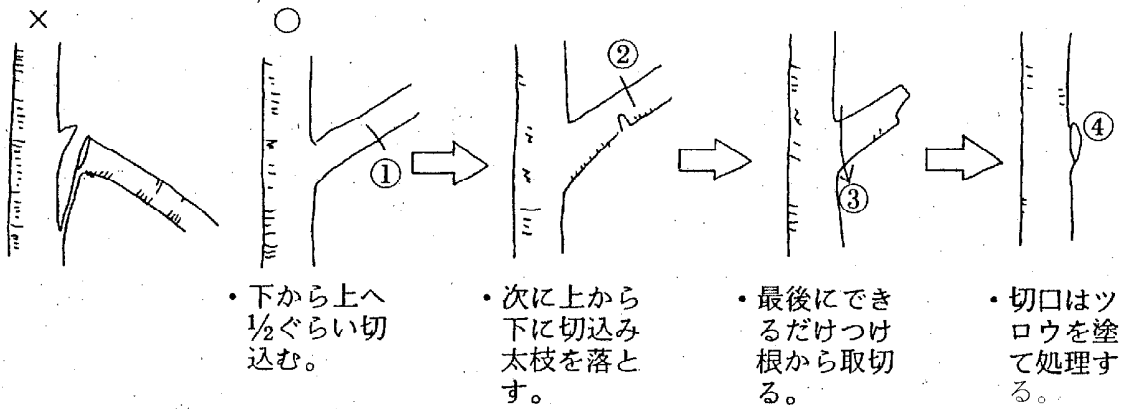 ×
○
①
②
③
④
・下から上へ
½ぐらい切
込む。
・次に上から
下に切込み
太枝を落と
す。
・最後にでき
るだけつけ
根から取切
る。
・切口はツ
ロウを塗
て処理す
る。